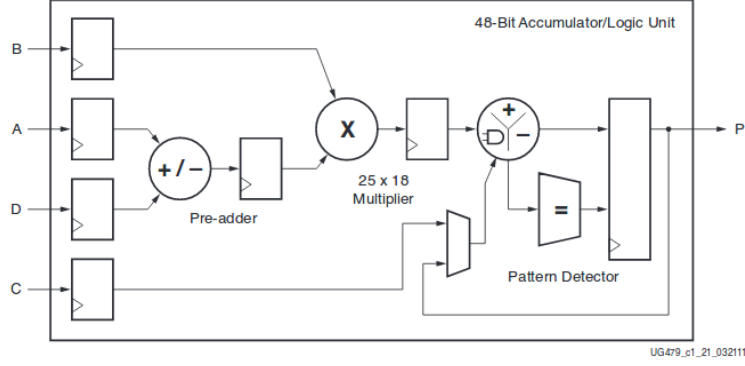 48-Bit Accumulator/Logic Unit
B
A
D
C
+ / −
Pre-adder
X
25 x 18
Multiplier
+
−
=
Pattern Detector
P
UG479_c1_21_032111